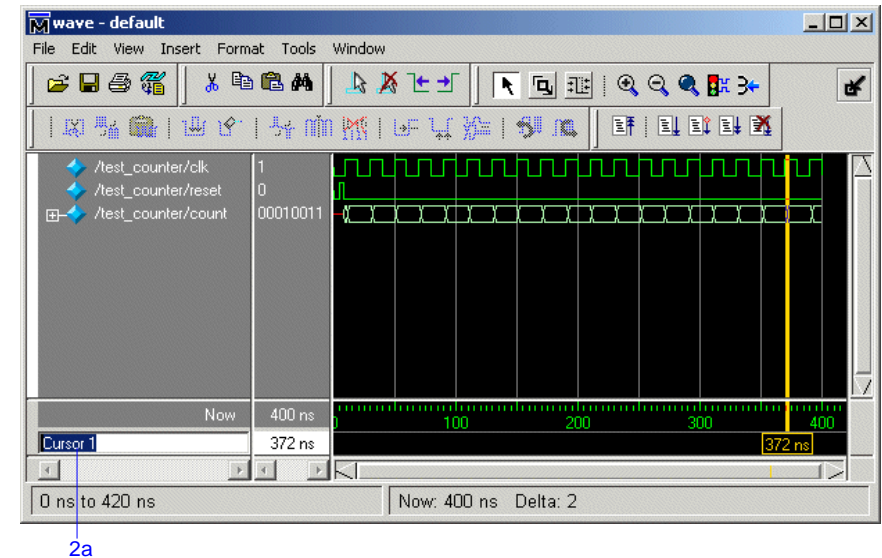 wave - default
File Edit View Insert Format Tools Window
/test_counter/clk 1
/test_counter/reset 0
/test_counter/count 00010011
Now 400 ns 100 200 300 400
Cursor 1 372 ns 372 ns
0 ns to 420 ns Now: 400 ns Delta: 2
2a